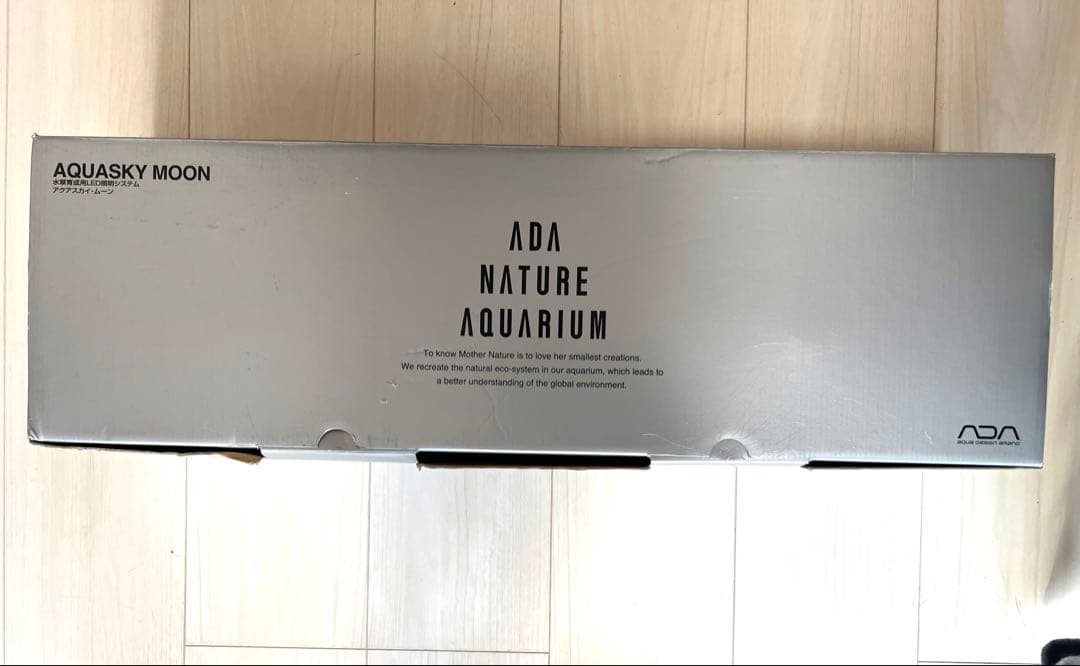 AQUASKY MOON
水草育成用LED照明システム
アクアスカイ・ムーン
ADA
NATURE
AQUARIUM
To know Mother Nature is to love her smallest creations.
We recreate the natural eco-system in our aquarium, which leads to
a better understanding of the global environment.
ADA
aqua design amano